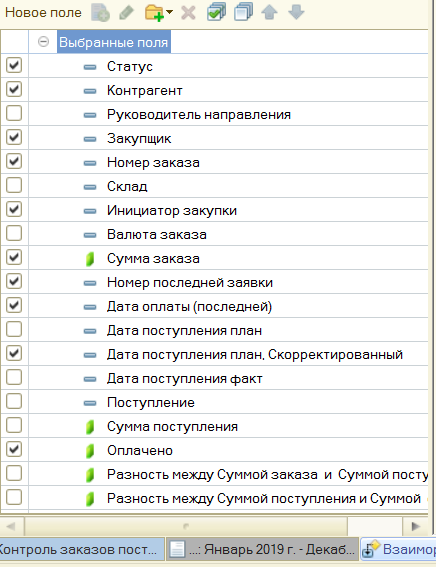 Новое поле
Выбранные поля
Статус
Контрагент
Руководитель направления
Закупщик
Номер заказа
Склад
Инициатор закупки
Валюта заказа
Сумма заказа
Номер последней заявки
Дата оплаты (последней)
Дата поступления план
Дата поступления план, Скорректированный
Дата поступления факт
Поступление
Сумма поступления
Оплачено
Разность между Суммой заказа и Суммой посту
Разность между Суммой поступления и Суммой
Контроль заказов пост... ...: Январь 2019 г. - Декаб... Взаимор